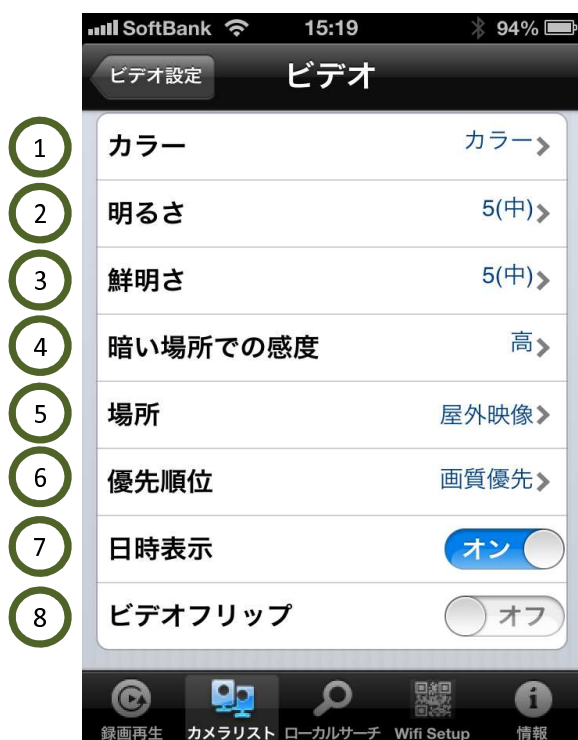 SoftBank 15:19 94%
ビデオ設定 ビデオ
1 カラー カラー
2 明るさ 5(中)
3 鮮明さ 5(中)
4 暗い場所での感度 高
5 場所 屋外映像
6 優先順位 画質優先
7 日時表示 オン
8 ビデオフリップ オフ
録画再生 カメラリスト ローカルサーチ Wifi Setup 情報